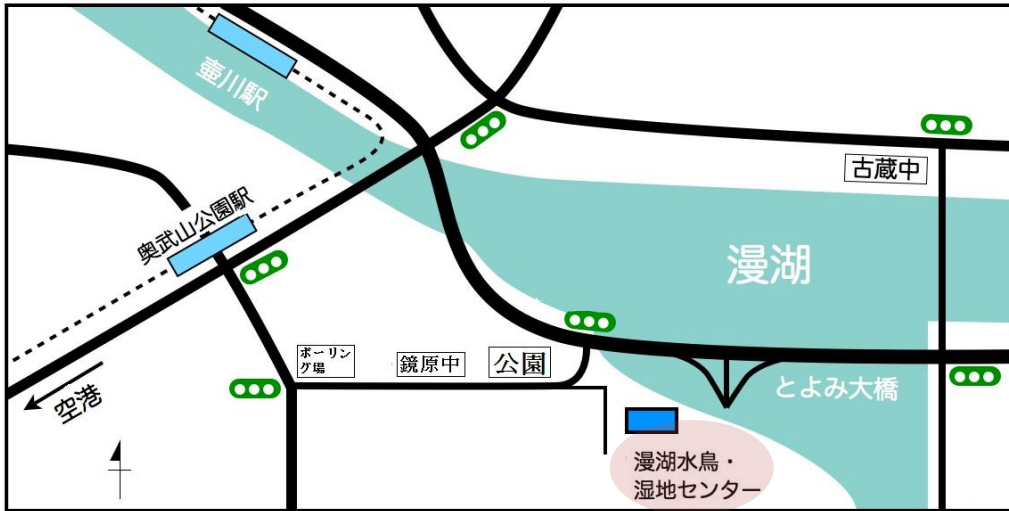 壷川駅
古蔵中
奥武山公園駅
漫湖
ボーリン
グ場
鏡原中
公園
とよみ大橋
空港
漫湖水鳥・
湿地センター